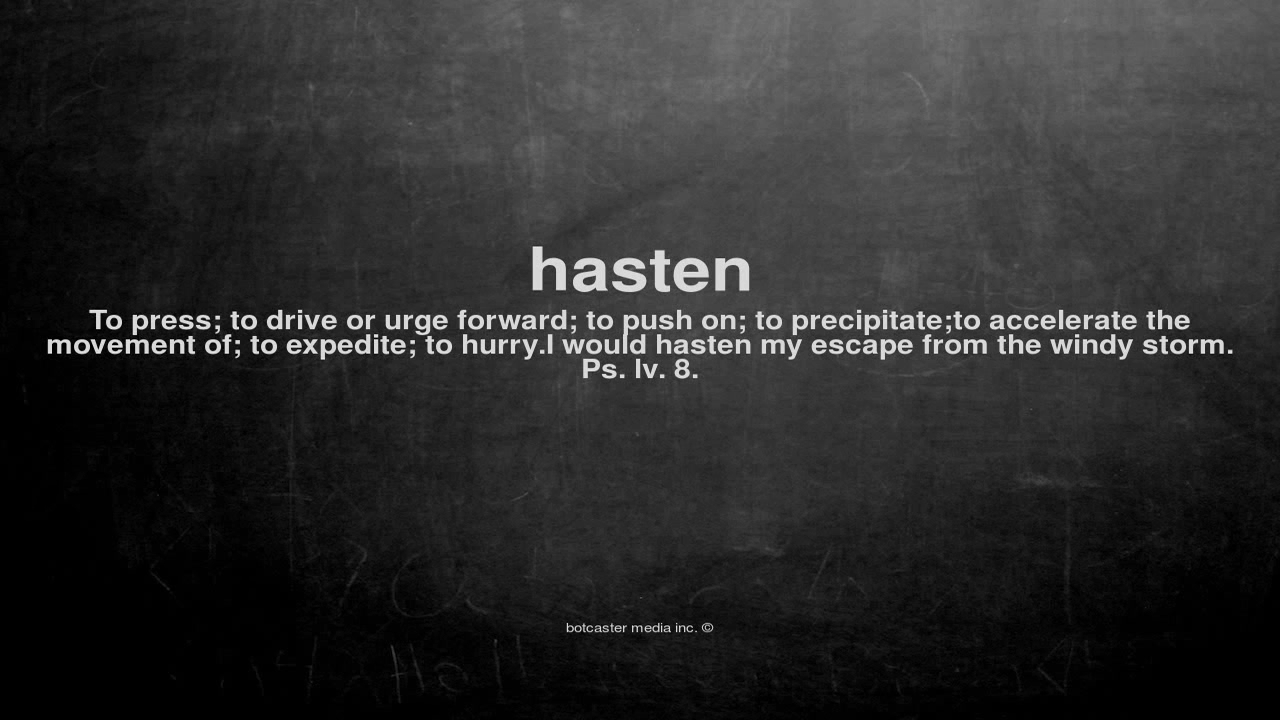 hasten
To press; to drive or urge forward; to push on; to precipitate;to accelerate the
movement of; to expedite; to hurry.I would hasten my escape from the windy storm.
Ps. lv. 8.
botcaster media inc. ©